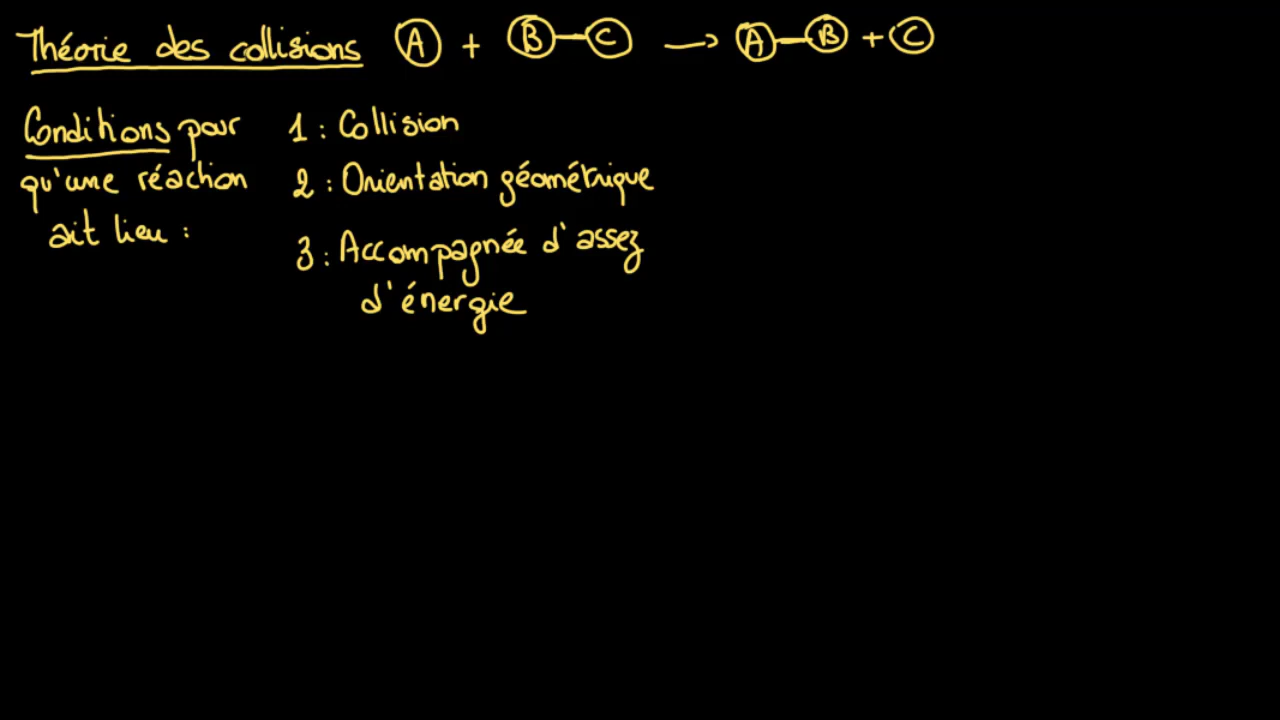 Théorie des collisions A + B–C → A–B + C
Conditions pour
qu'une réaction
ait lieu :
1 : Collision
2 : Orientation géométrique
3 : Accompagnée d'assez
d'énergie